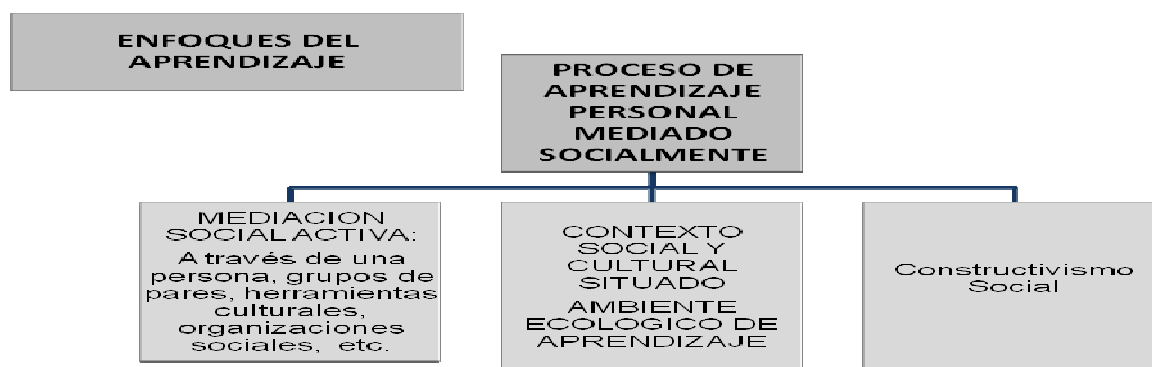 ENFOQUES DEL
APRENDIZAJE
PROCESO DE
APRENDIZAJE
PERSONAL
MEDIADO
SOCIALMENTE
MEDIACION
SOCIAL ACTIVA:
A través de una
persona, grupos de
pares, herramientas
culturales,
organizaciones
sociales, etc.
CONTEXTO
SOCIAL Y
CULTURAL
SITUADO
AMBIENTE
ECOLOGICO DE
APRENDIZAJE
Constructivismo
Social